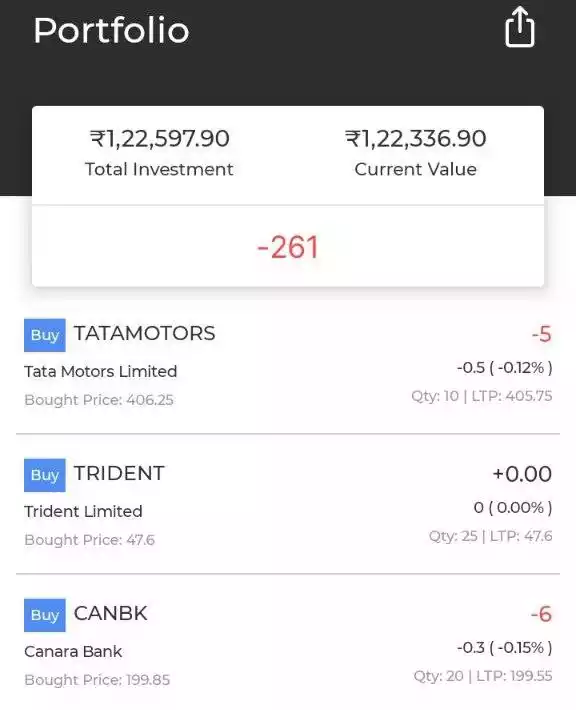 Portfolio
₹1,22,597.90 ₹1,22,336.90
Total Investment Current Value
-261
Buy TATAMOTORS -5
Tata Motors Limited -0.5 ( -0.12% )
Bought Price: 406.25 Qty: 10 | LTP: 405.75
Buy TRIDENT +0.00
Trident Limited 0 ( 0.00% )
Bought Price: 47.6 Qty: 25 | LTP: 47.6
Buy CANBK -6
Canara Bank -0.3 ( -0.15% )
Bought Price: 199.85 Qty: 20 | LTP: 199.55